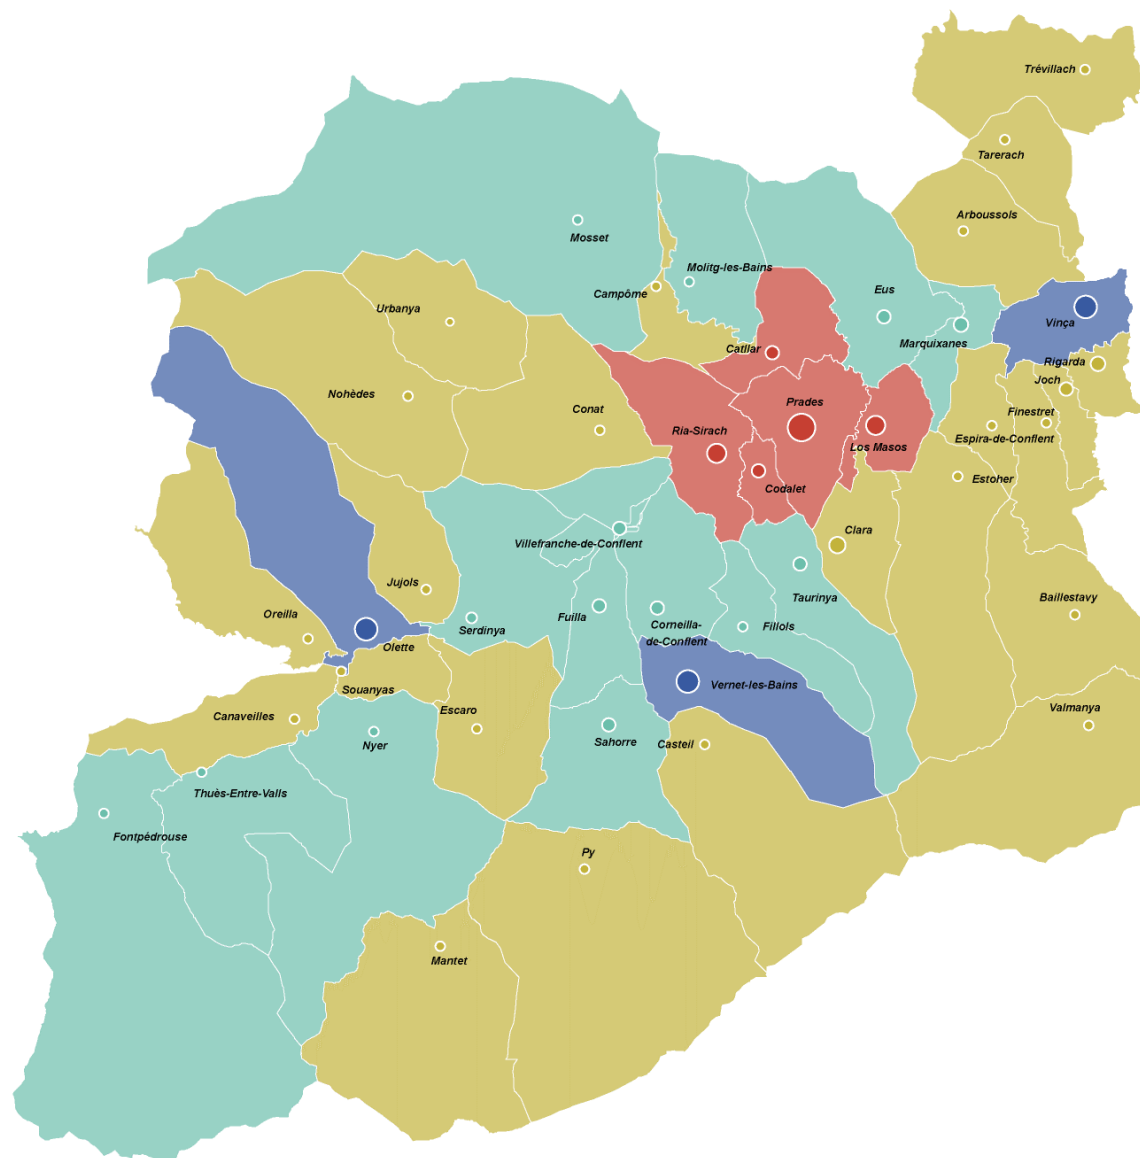 Trévillach
Tarerach
Arboussols
Mosset
Molitg-les-Bains
Campôme
Eus
Urbanya
Vinça
Marquixanes
Catllar
Rigarda
Joch
Nohèdes
Conat
Prades
Finestret
Ria-Sirach
Espira-de-Conflent
Los Masos
Estoher
Codalet
Clara
Villefranche-de-Conflent
Jujols
Taurinya
Baillestavy
Oreilla
Fuilla
Serdinya
Corneilla-
de-Conflent
Fillols
Olette
Souanyas
Vernet-les-Bains
Valmanya
Canaveilles
Escaro
Nyer
Sahorre
Casteil
Thuès-Entre-Valls
Fontpédrouse
Py
Mantet